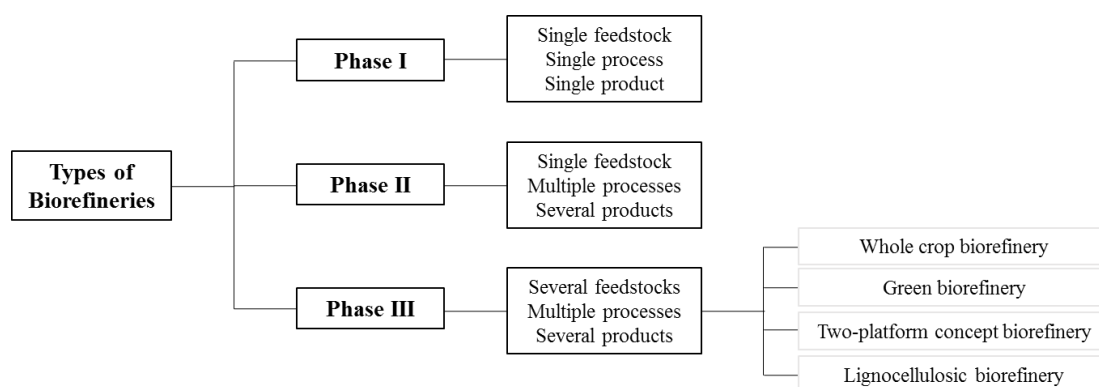 Types of
Biorefineries
Phase I
Single feedstock
Single process
Single product
Phase II
Single feedstock
Multiple processes
Several products
Phase III
Several feedstocks
Multiple processes
Several products
Whole crop biorefinery
Green biorefinery
Two-platform concept biorefinery
Lignocellulosic biorefinery